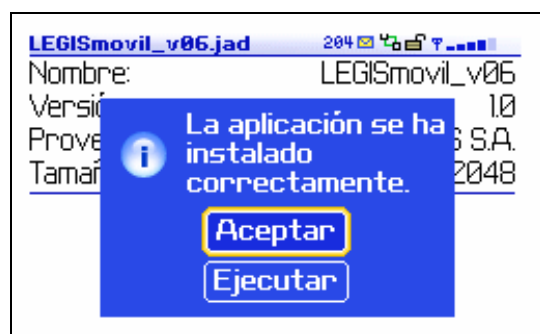 LEGISmovil_v06.jad 204
Nombre: LEGISmovil_v06
1.0
S.A.
2048
La aplicación se ha
instalado
correctamente.
Aceptar
Ejecutar